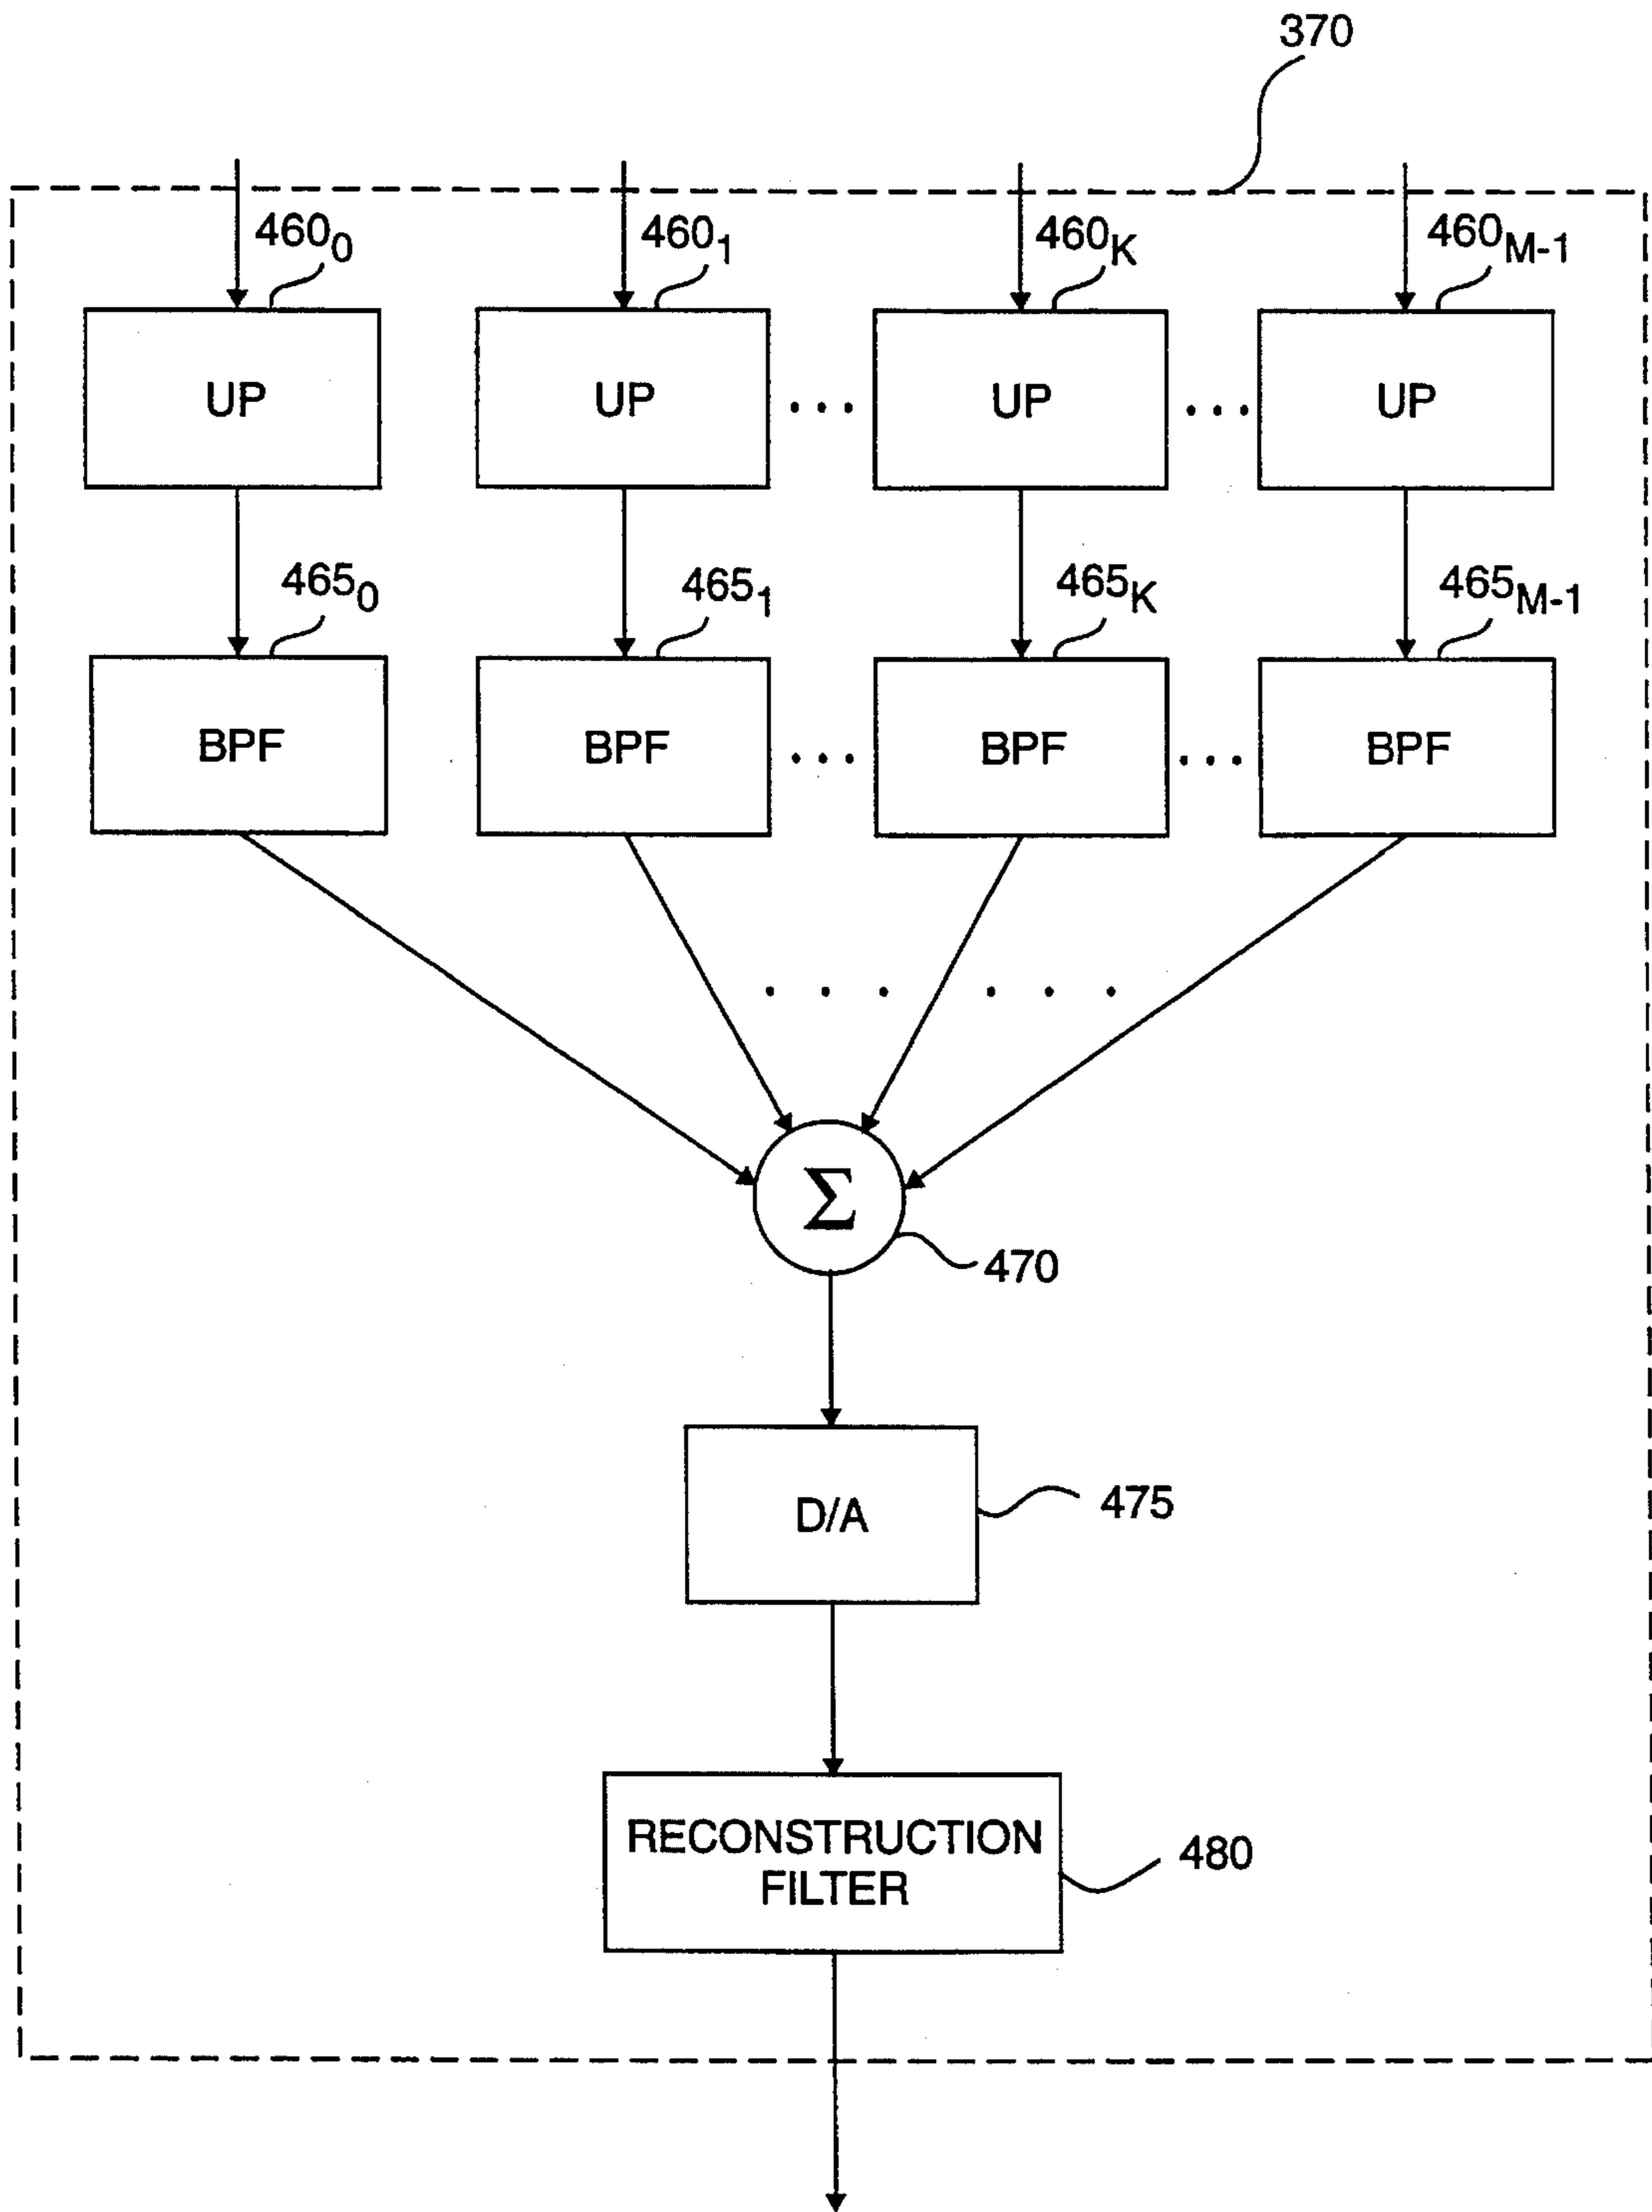 370
460₀ 460₁ 460K 460M-1
UP UP ... UP ... UP
465₀ 465₁ 465K 465M-1
BPF BPF ... BPF ... BPF
. . . . . .
Σ
470
D/A
475
RECONSTRUCTION
FILTER
480